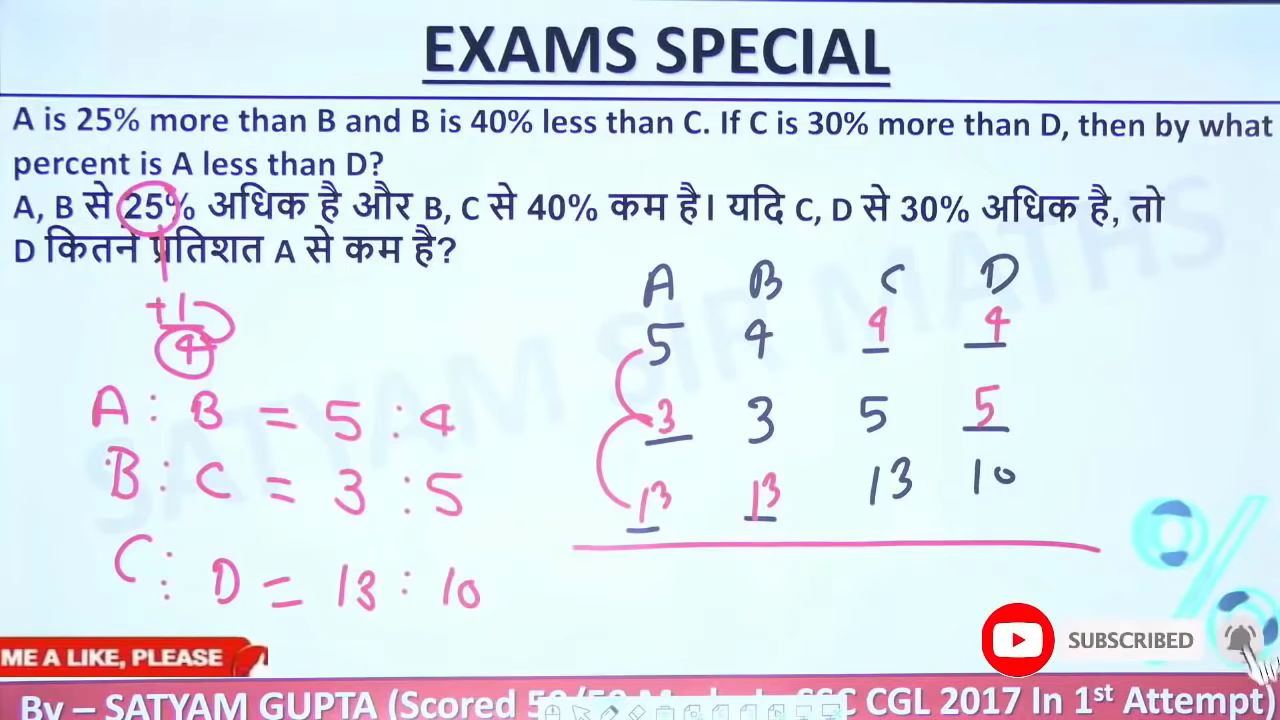 EXAMS SPECIAL
A is 25% more than B and B is 40% less than C. If C is 30% more than D, then by what
percent is A less than D?
A, B से 25% अधिक है और B, C से 40% कम है। यदि C, D से 30% अधिक है, तो
D कितने प्रतिशत A से कम है?
+1
4
A : B = 5 : 4
B : C = 3 : 5
C : D = 13 : 10
A B C D
5 4 4 4
3 3 5 5
13 13 13 10
SATYAM SIR MATHS
%
SUBSCRIBED
ME A LIKE, PLEASE
By – SATYAM GUPTA (Scored CGL 2017 In 1st Attempt)